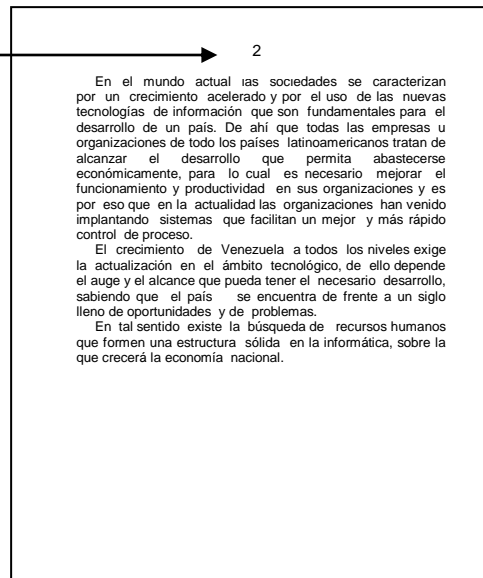 2
En el mundo actual las sociedades se caracterizan
por un crecimiento acelerado y por el uso de las nuevas
tecnologías de información que son fundamentales para el
desarrollo de un país. De ahí que todas las empresas u
organizaciones de todo los países latinoamericanos tratan de
alcanzar el desarrollo que permita abastecerse
económicamente, para lo cual es necesario mejorar el
funcionamiento y productividad en sus organizaciones y es
por eso que en la actualidad las organizaciones han venido
implantando sistemas que facilitan un mejor y más rápido
control de proceso.
El crecimiento de Venezuela a todos los niveles exige
la actualización en el ámbito tecnológico, de ello depende
el auge y el alcance que pueda tener el necesario desarrollo,
sabiendo que el país se encuentra de frente a un siglo
lleno de oportunidades y de problemas.
En tal sentido existe la búsqueda de recursos humanos
que formen una estructura sólida en la informática, sobre la
que crecerá la economía nacional.